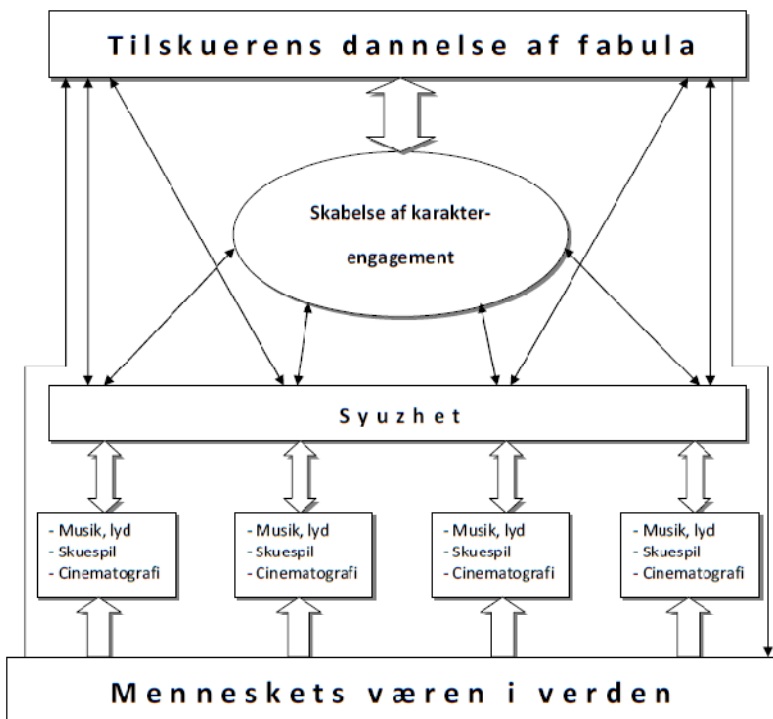 Tilskuerens dannelse af fabula
Skabelse af karakter-
engagement
Syuzhet
- Musik, lyd
- Skuespil
- Cinematografi
- Musik, lyd
- Skuespil
- Cinematografi
- Musik, lyd
- Skuespil
- Cinematografi
- Musik, lyd
- Skuespil
- Cinematografi
Menneskets væren i verden